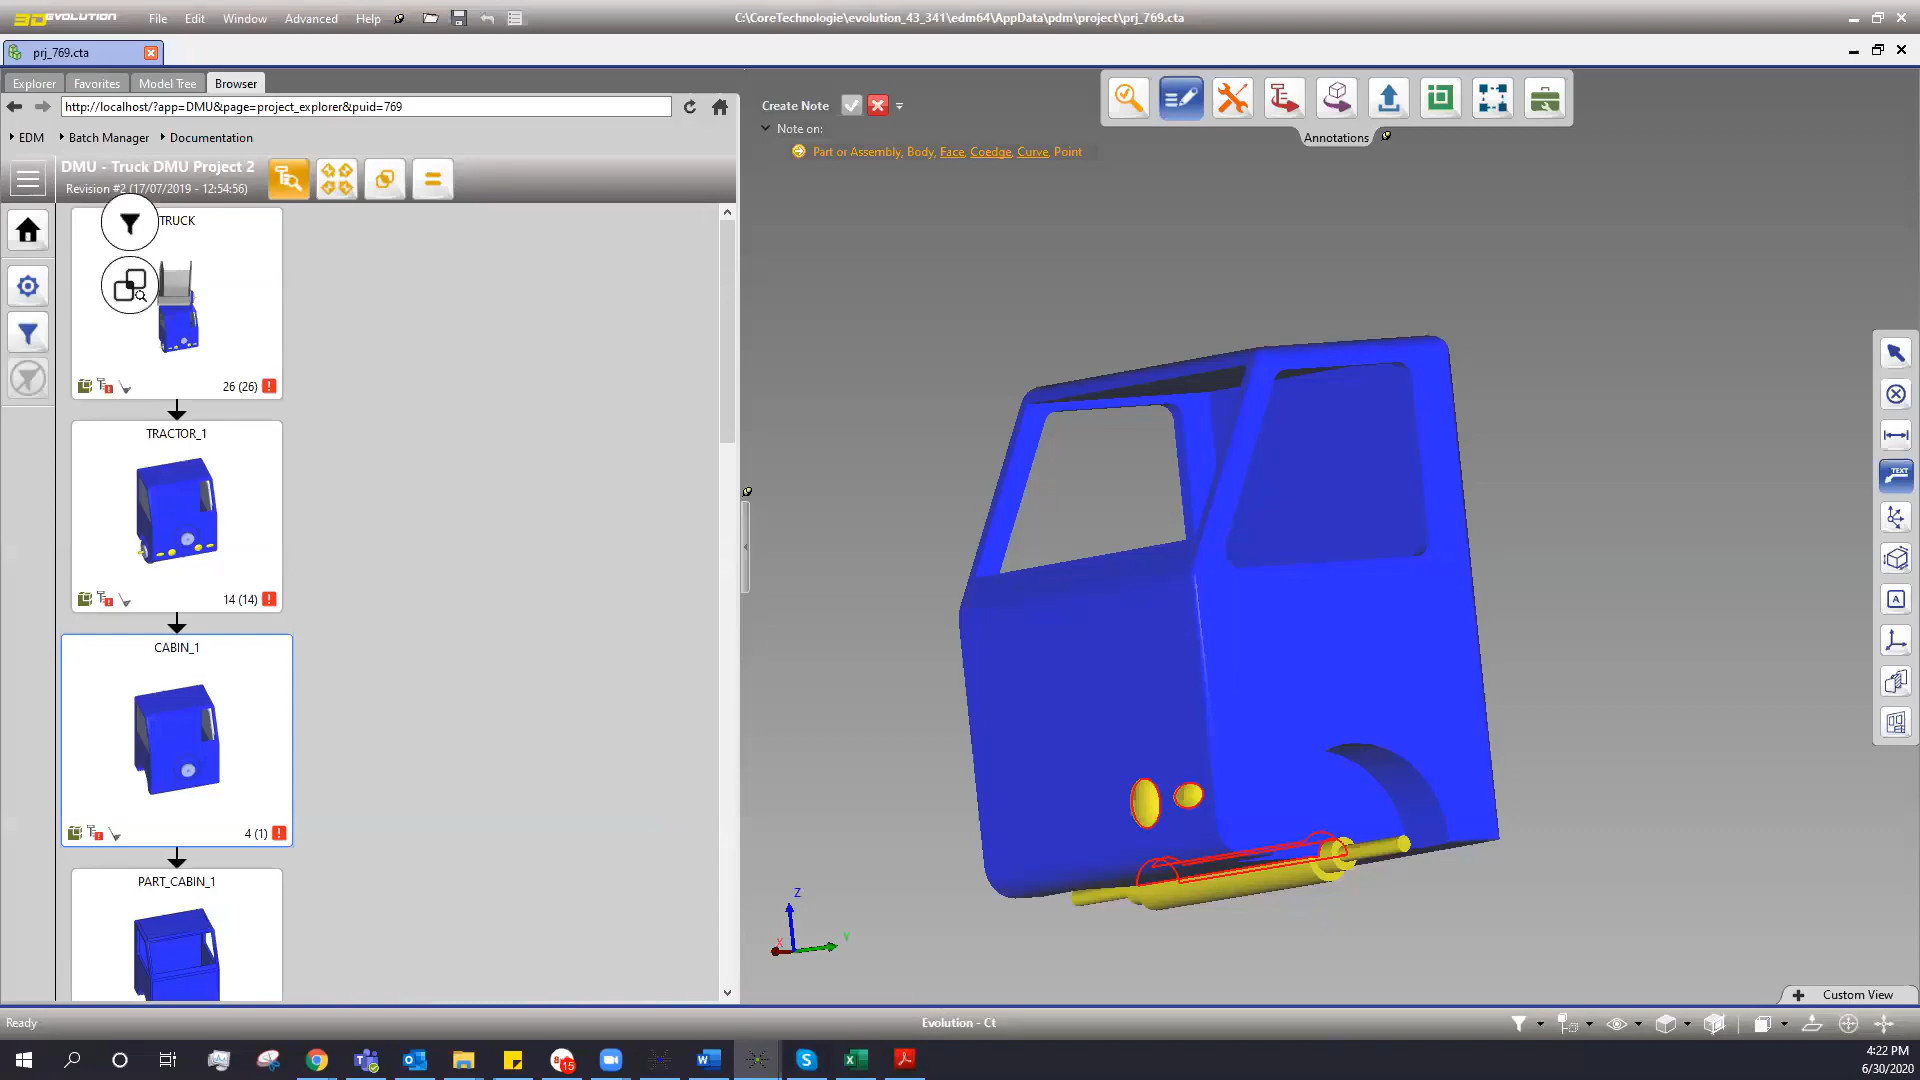 3DEVOLUTION File Edit Window Advanced Help
C:\CoreTechnologie\evolution_43_341\edm64\AppData\pdm\project\prj_769.cta
prj_769.cta
Explorer Favorites Model Tree Browser
http://localhost/?app=DMU&page=project_explorer&puid=769
EDM Batch Manager Documentation
DMU - Truck DMU Project 2
Revision #2 (17/07/2019 - 12:54:56)
TRUCK
26 (26)
TRACTOR_1
14 (14)
CABIN_1
4 (1)
PART_CABIN_1
Create Note
Note on:
Part or Assembly, Body, Face, Coedge, Curve, Point
Annotations
TEXT
A
Z
X
Y
Custom View
Ready
Evolution - Ct
15
4:22 PM
6/30/2020